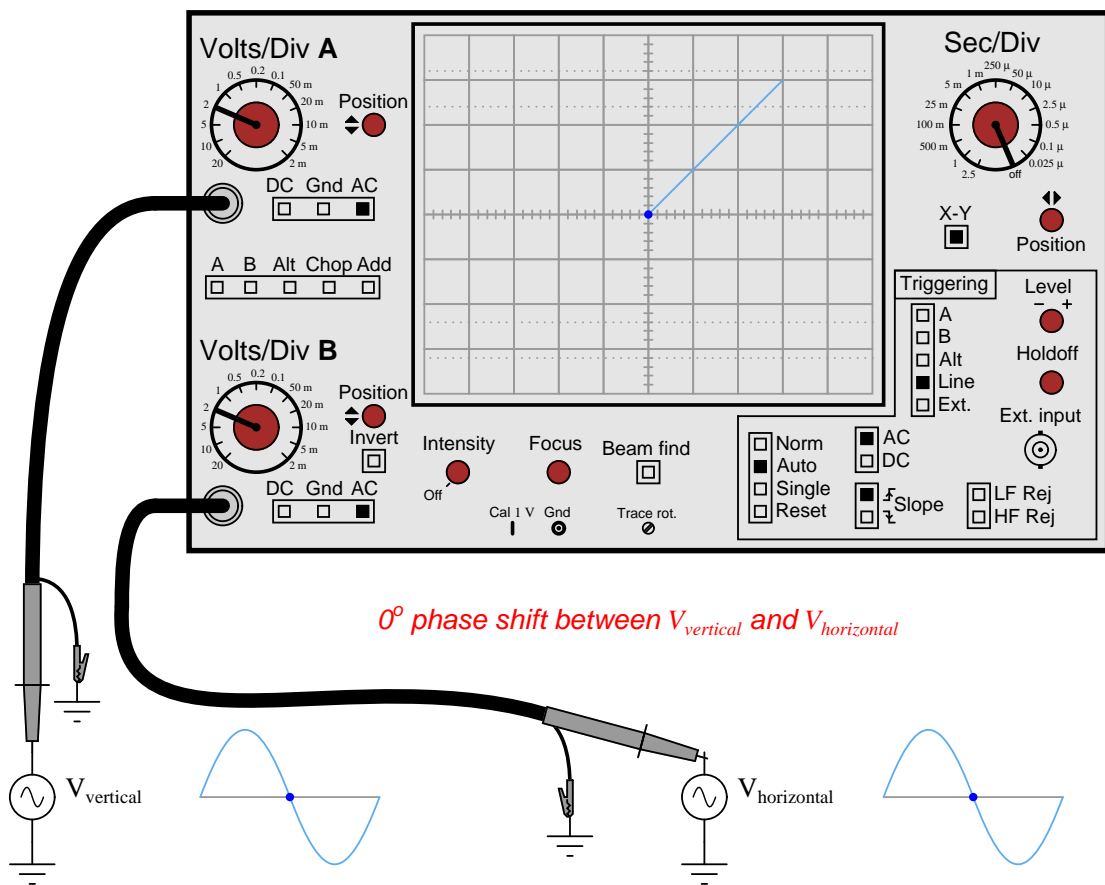 Volts/Div A
20 10 5 2 1 0.5 0.2 0.1 50 m 20 m 10 m 5 m 2 m
Position
DC Gnd AC
A B Alt Chop Add
Volts/Div B
20 10 5 2 1 0.5 0.2 0.1 50 m 20 m 10 m 5 m 2 m
Position
Invert
DC Gnd AC
Intensity
Off
Focus
Beam find
Cal 1 V Gnd
Trace rot.
Sec/Div
1 500 m 100 m 25 m 5 m 1 m 250 µ 50 µ 10 µ 2.5 µ 0.5 µ 0.1 µ 0.025 µ off 2.5
X-Y
Position
Triggering
A
B
Alt
Line
Ext.
Level
− +
Holdoff
Ext. input
Norm
Auto
Single
Reset
AC
DC
Slope
LF Rej
HF Rej
0o phase shift between Vvertical and Vhorizontal
Vvertical
Vhorizontal